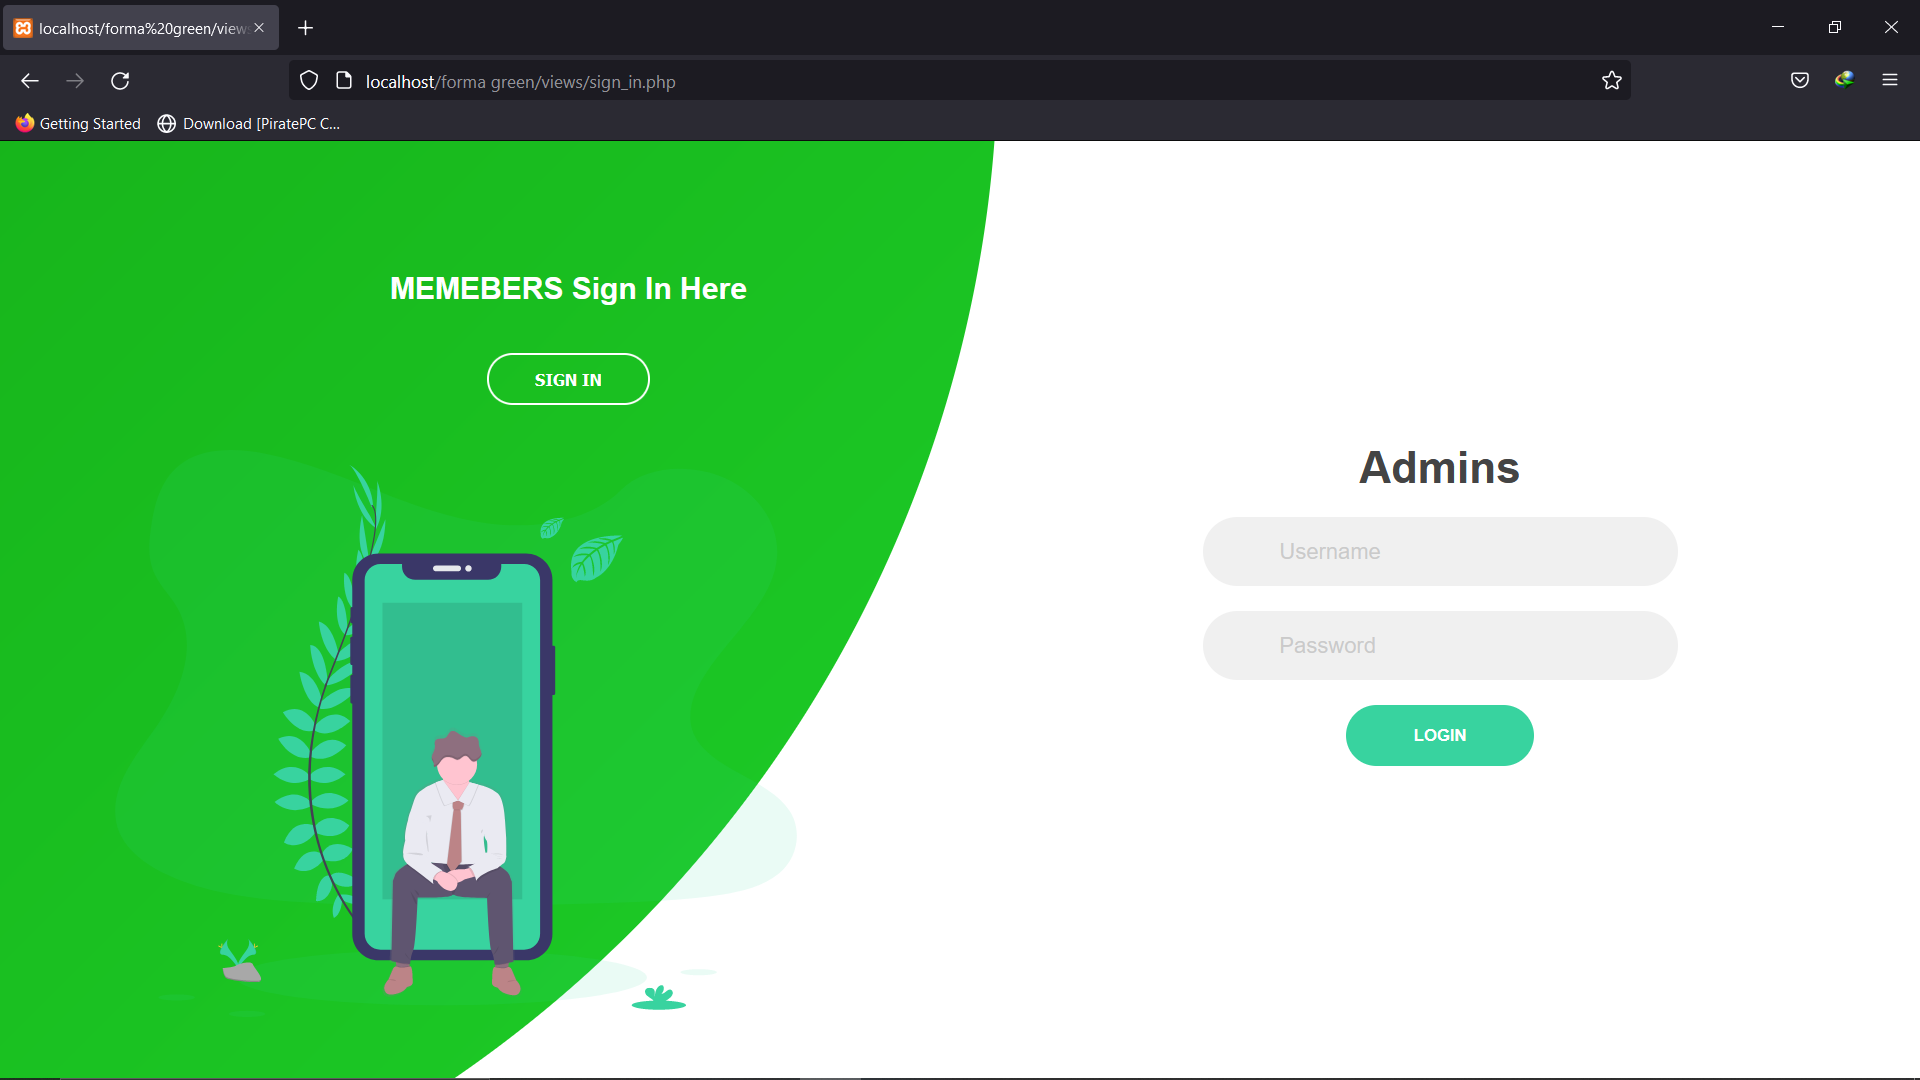 localhost/forma%20green/view
localhost/forma green/views/sign_in.php
Getting Started
Download [PiratePC C...
MEMEBERS Sign In Here
SIGN IN
Admins
Username
Password
LOGIN